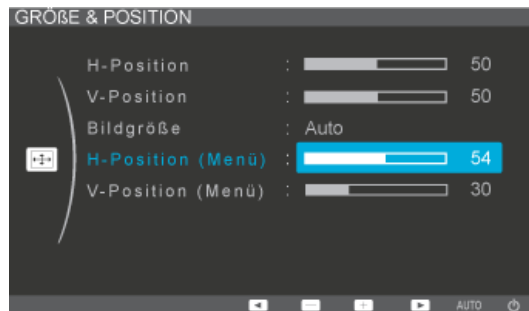 GRÖßE & POSITION
H-Position : 50
V-Position : 50
Bildgröße : Auto
H-Position (Menü) : 54
V-Position (Menü) : 30
AUTO